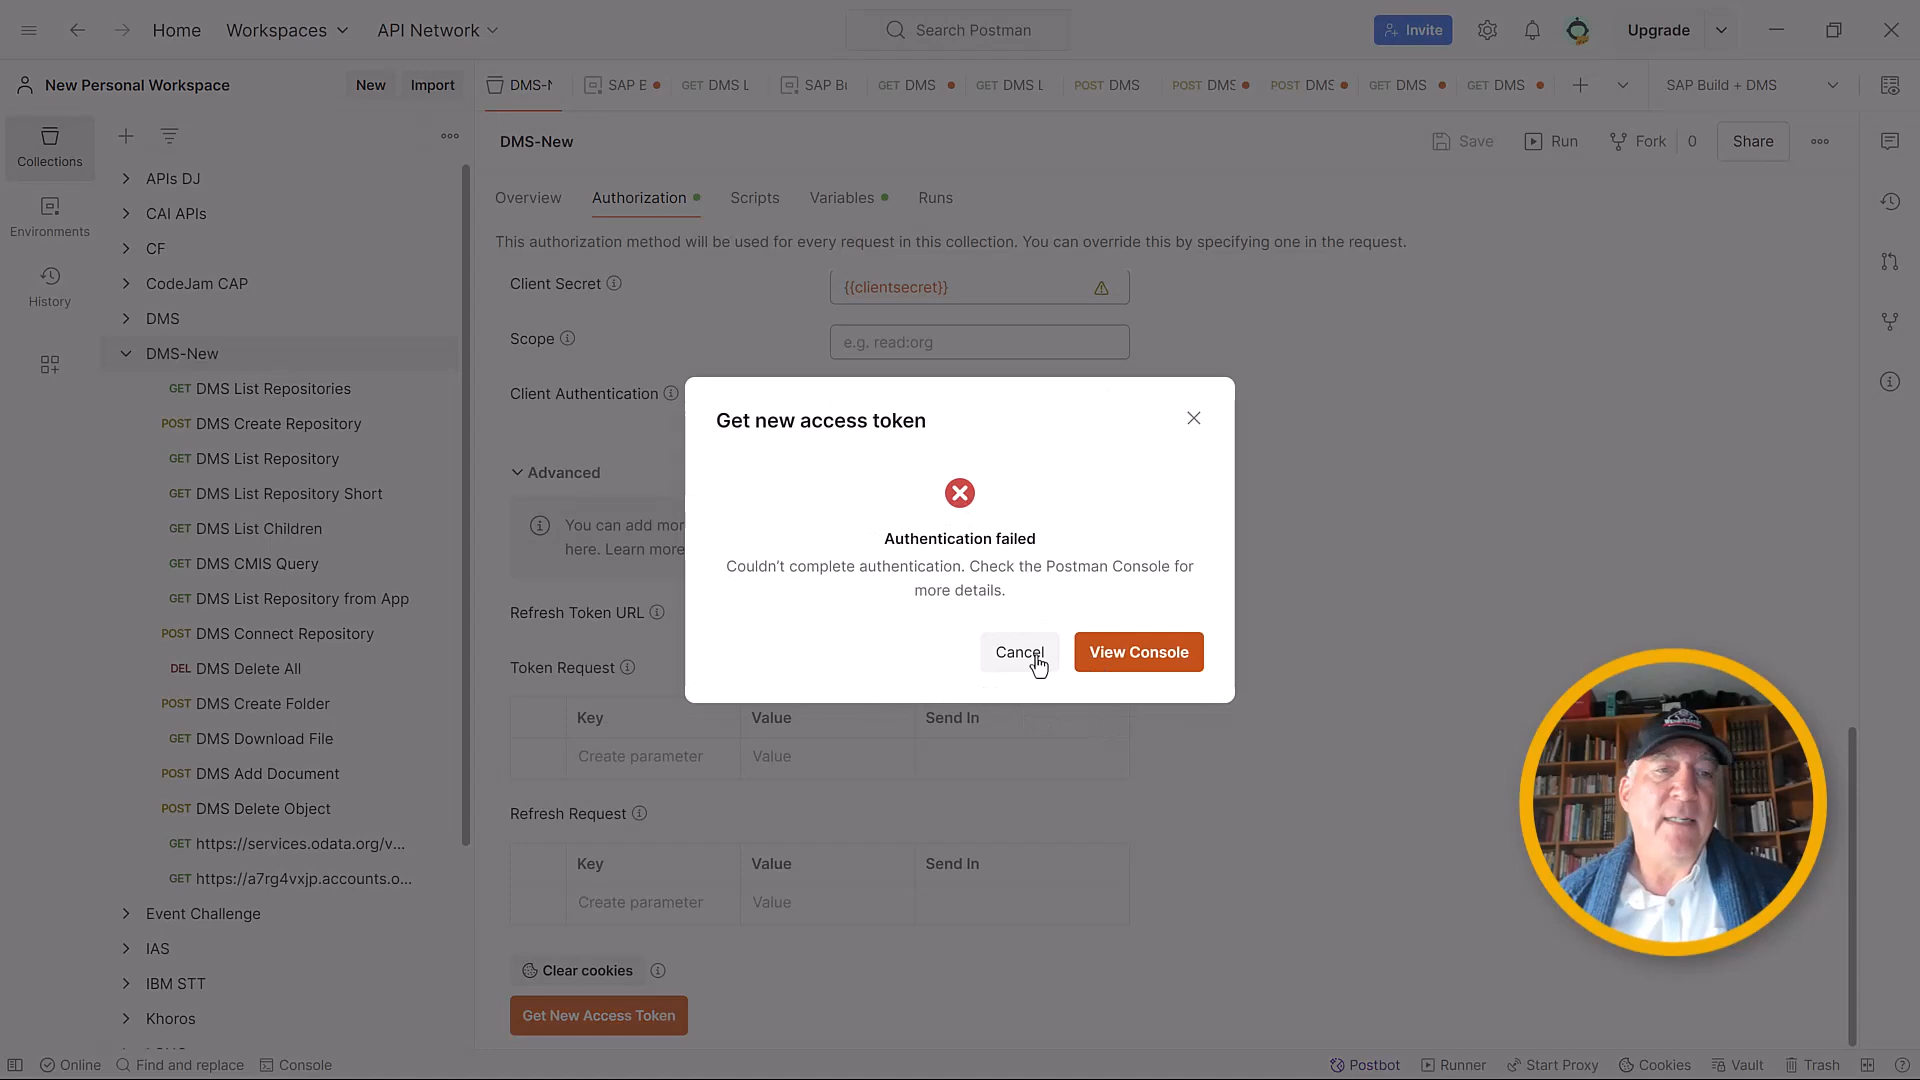 Home Workspaces API Network Search Postman Invite Upgrade
New Personal Workspace New Import
DMS-N SAP B GET DMS L SAP Bu GET DMS GET DMS L POST DMS POST DMS POST DMS GET DMS GET DMS SAP Build + DMS
Collections
Environments
History
APIs DJ
CAI APIs
CF
CodeJam CAP
DMS
DMS-New
GET DMS List Repositories
POST DMS Create Repository
GET DMS List Repository
GET DMS List Repository Short
GET DMS List Children
GET DMS CMIS Query
GET DMS List Repository from App
POST DMS Connect Repository
DEL DMS Delete All
POST DMS Create Folder
GET DMS Download File
POST DMS Add Document
POST DMS Delete Object
GET https://services.odata.org/v...
GET https://a7rg4vxjp.accounts.o...
Event Challenge
IAS
IBM STT
Khoros
DMS-New Save Run Fork 0 Share
Overview Authorization Scripts Variables Runs
This authorization method will be used for every request in this collection. You can override this by specifying one in the request.
Client Secret {{clientsecret}}
Scope e.g. read:org
Client Authentication
Advanced
You can add mor
here. Learn more
Refresh Token URL
Token Request
Key Value Send In
Create parameter Value
Refresh Request
Key Value Send In
Create parameter Value
Clear cookies
Get New Access Token
Get new access token
Authentication failed
Couldn't complete authentication. Check the Postman Console for
more details.
Cancel View Console
Online Find and replace Console Postbot Runner Start Proxy Cookies Vault Trash